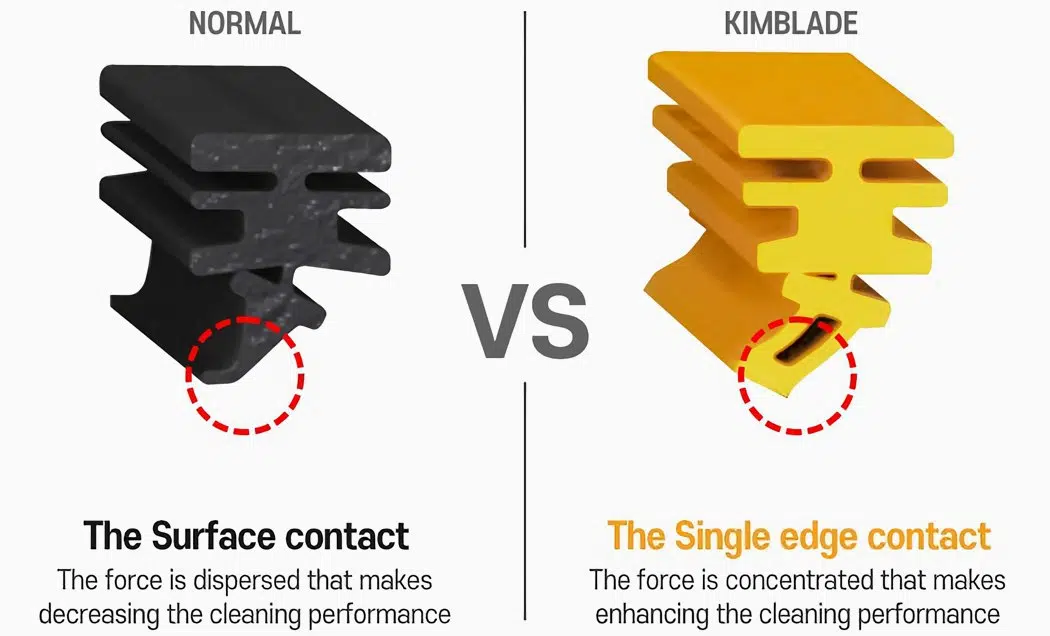 NORMAL
KIMBLADE
VS
The Surface contact
The force is dispersed that makes
decreasing the cleaning performance
The Single edge contact
The force is concentrated that makes
enhancing the cleaning performance